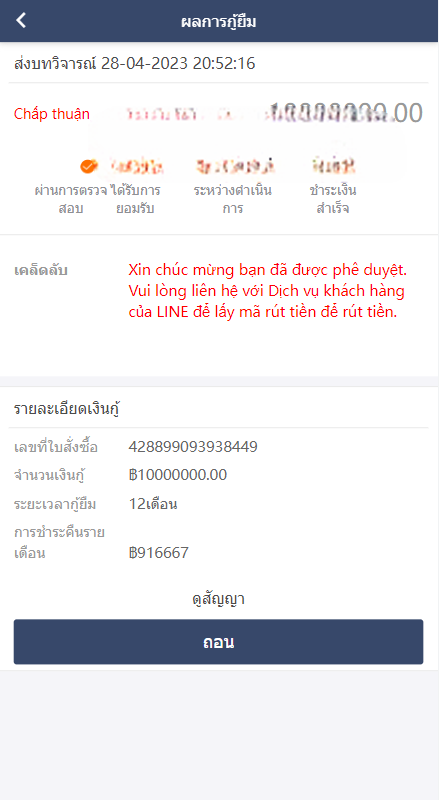 ผลการกู้ยืม
ส่งบทวิจารณ์ 28-04-2023 20:52:16
Chấp thuận
ผ่านการตรวจสอบ
ได้รับการยอมรับ
ระหว่างดำเนินการ
ชำระเงินสำเร็จ
เคล็ดลับ
Xin chúc mừng bạn đã được phê duyệt.
Vui lòng liên hệ với Dịch vụ khách hàng
của LINE để lấy mã rút tiền để rút tiền.
รายละเอียดเงินกู้
เลขที่ใบสั่งซื้อ 428899093938449
จำนวนเงินกู้ ฿10000000.00
ระยะเวลากู้ยืม 12เดือน
การชำระคืนราย
เดือน ฿916667
ดูสัญญา
ถอน